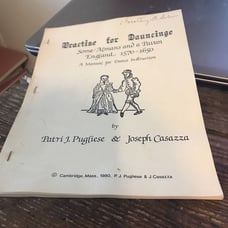 Practise for Dauncinge
Some Almans and a Pavan
England, 1570-1650
A Manual for Dance Instruction
by
Patri J. Pugliese & Joseph Casazza
© Cambridge, Mass. 1980, P. J. Pugliese & J. Casazza